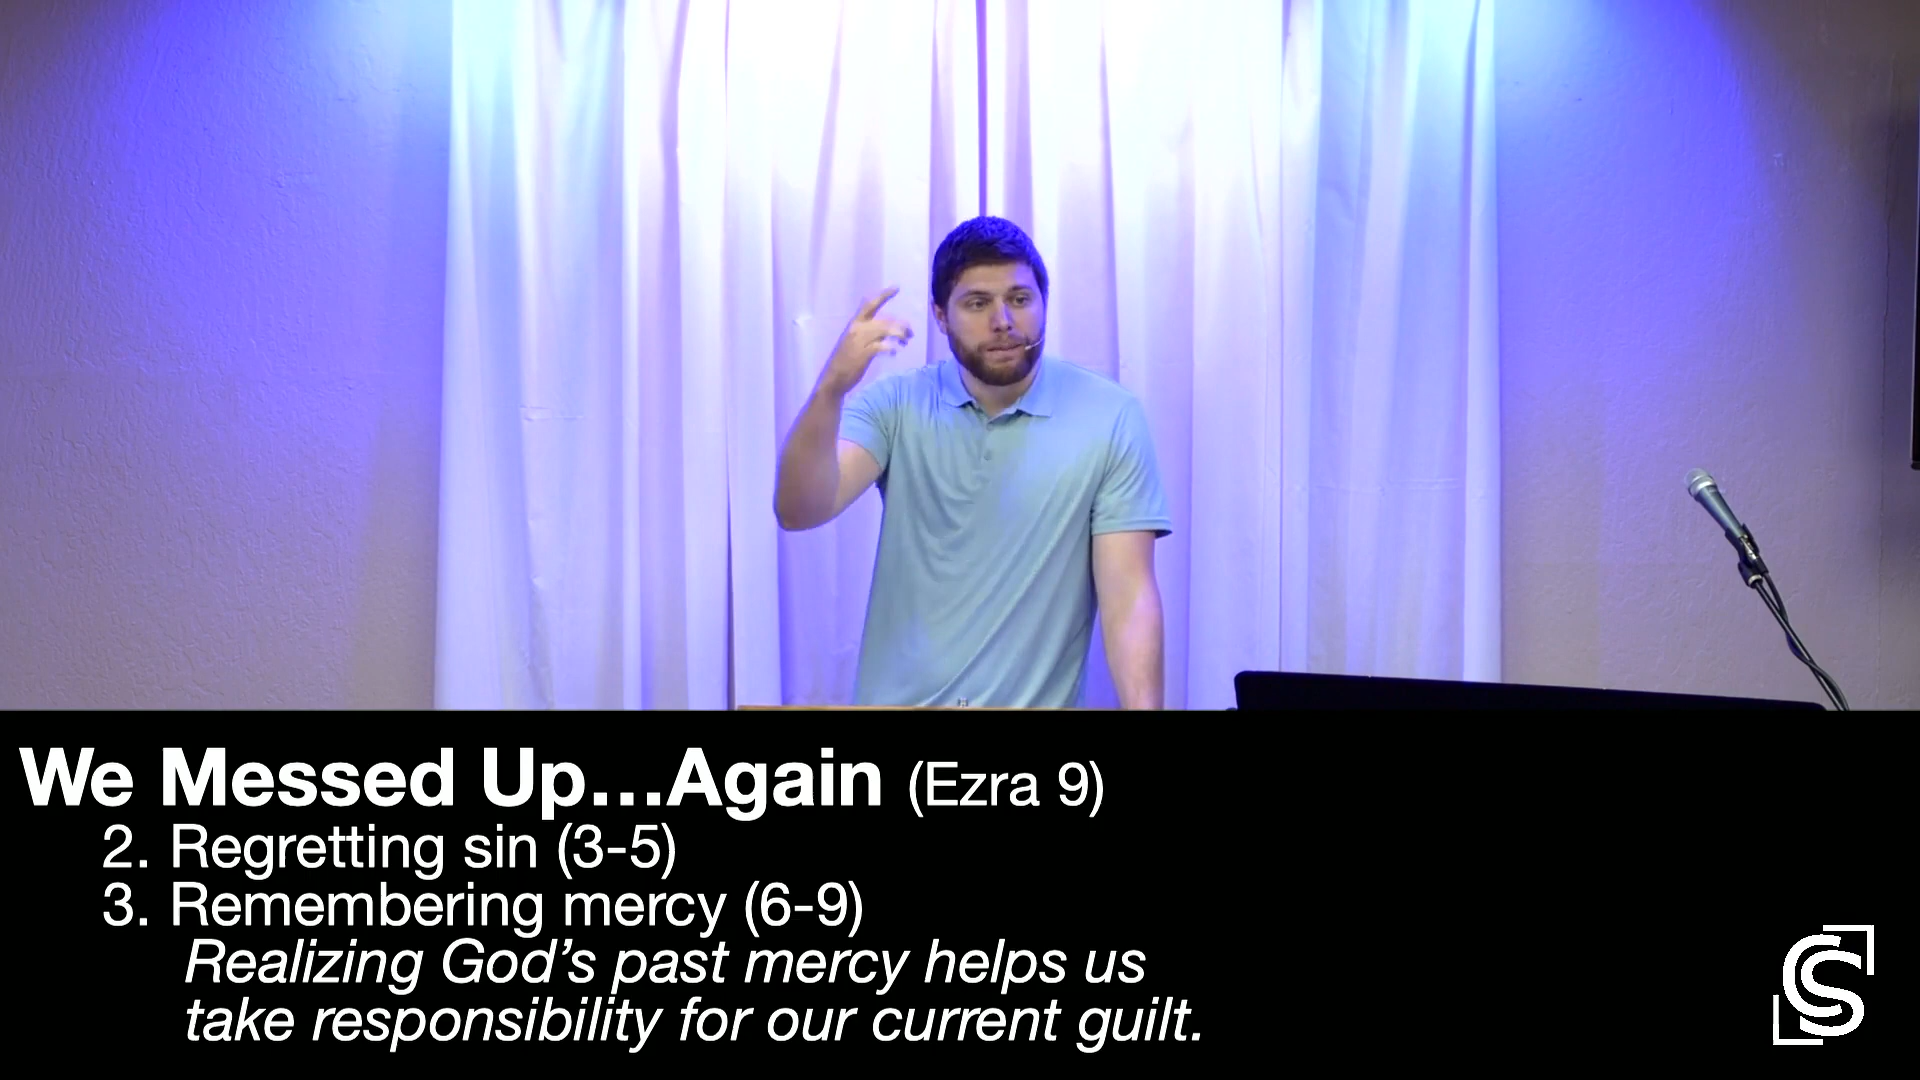 We Messed Up...Again (Ezra 9)
2. Regretting sin (3-5)
3. Remembering mercy (6-9)
Realizing God’s past mercy helps us
take responsibility for our current guilt.
CS